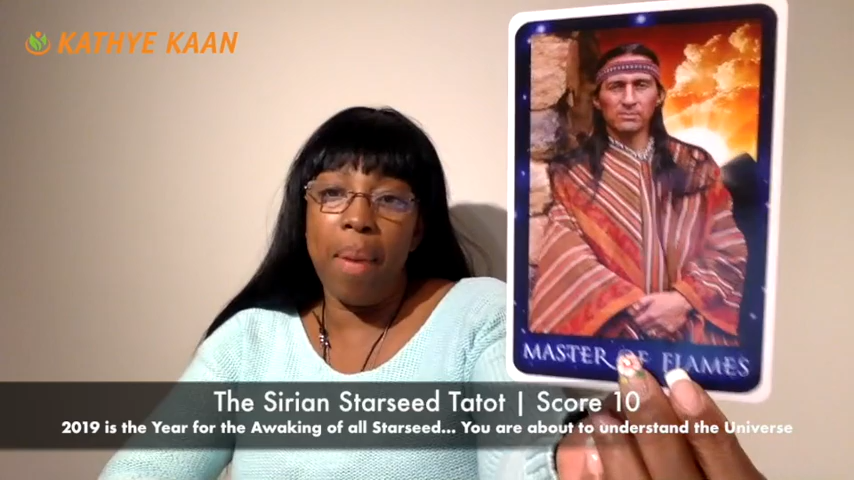 KATHYE KAAN
MASTER OF FLAMES
The Sirian Starseed Tatot | Score 10
2019 is the Year for the Awaking of all Starseed... You are about to understand the Universe